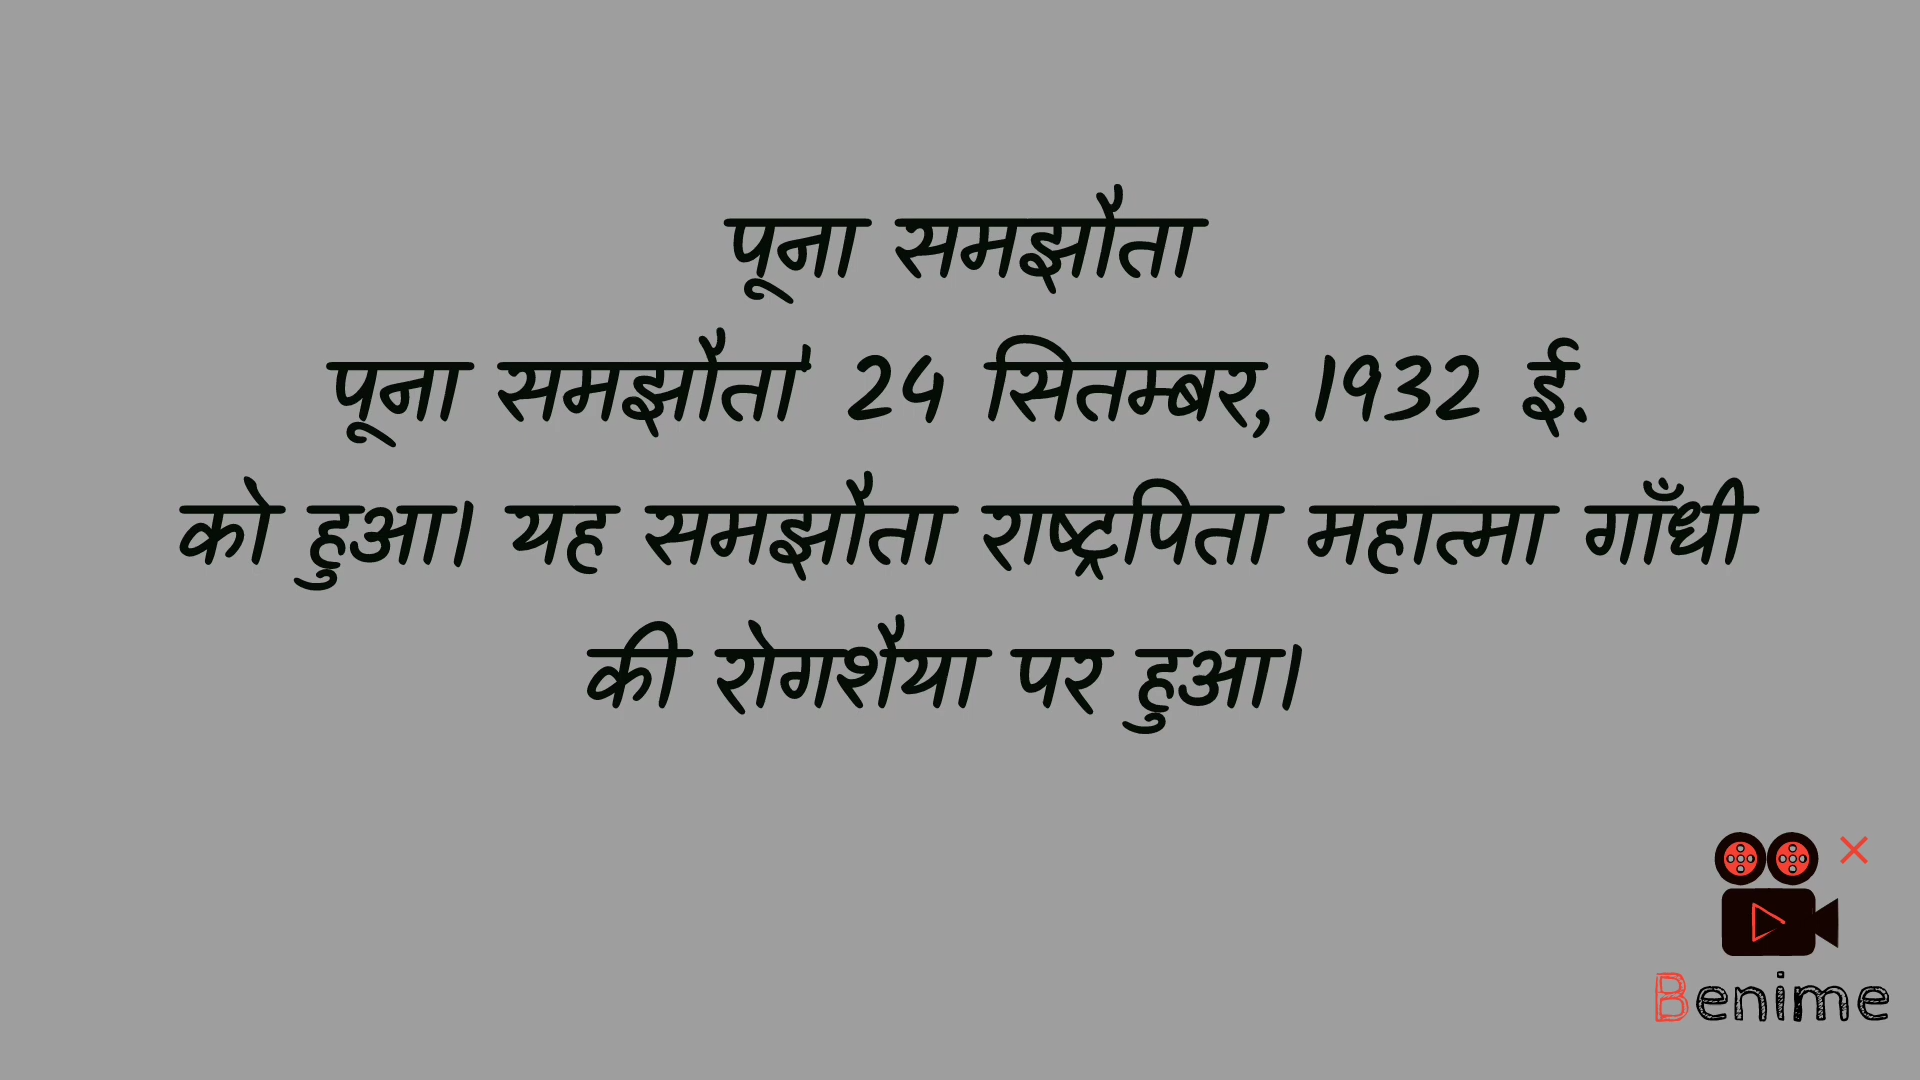 पूना समझौता
पूना समझौता' 24 सितम्बर, 1932 ई.
को हुआ। यह समझौता राष्ट्रपिता महात्मा गाँधी
की रोगशैया पर हुआ।
Benime